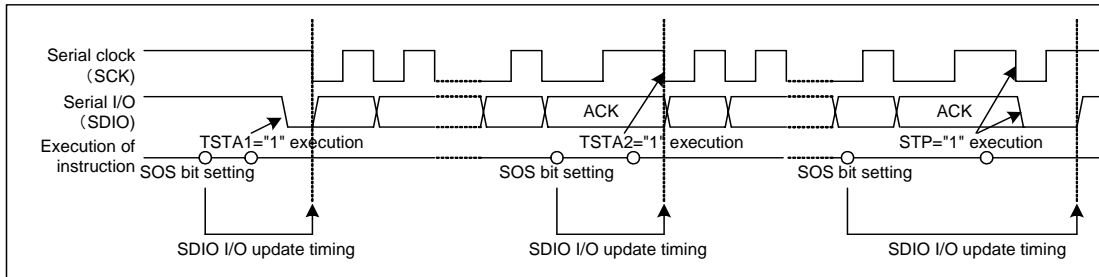 Serial clock
(SCK)
Serial I/O
(SDIO)
ACK
ACK
Execution of
instruction
TSTA1="1" execution
TSTA2="1" execution
STP="1" execution
SOS bit setting
SOS bit setting
SOS bit setting
SDIO I/O update timing
SDIO I/O update timing
SDIO I/O update timing